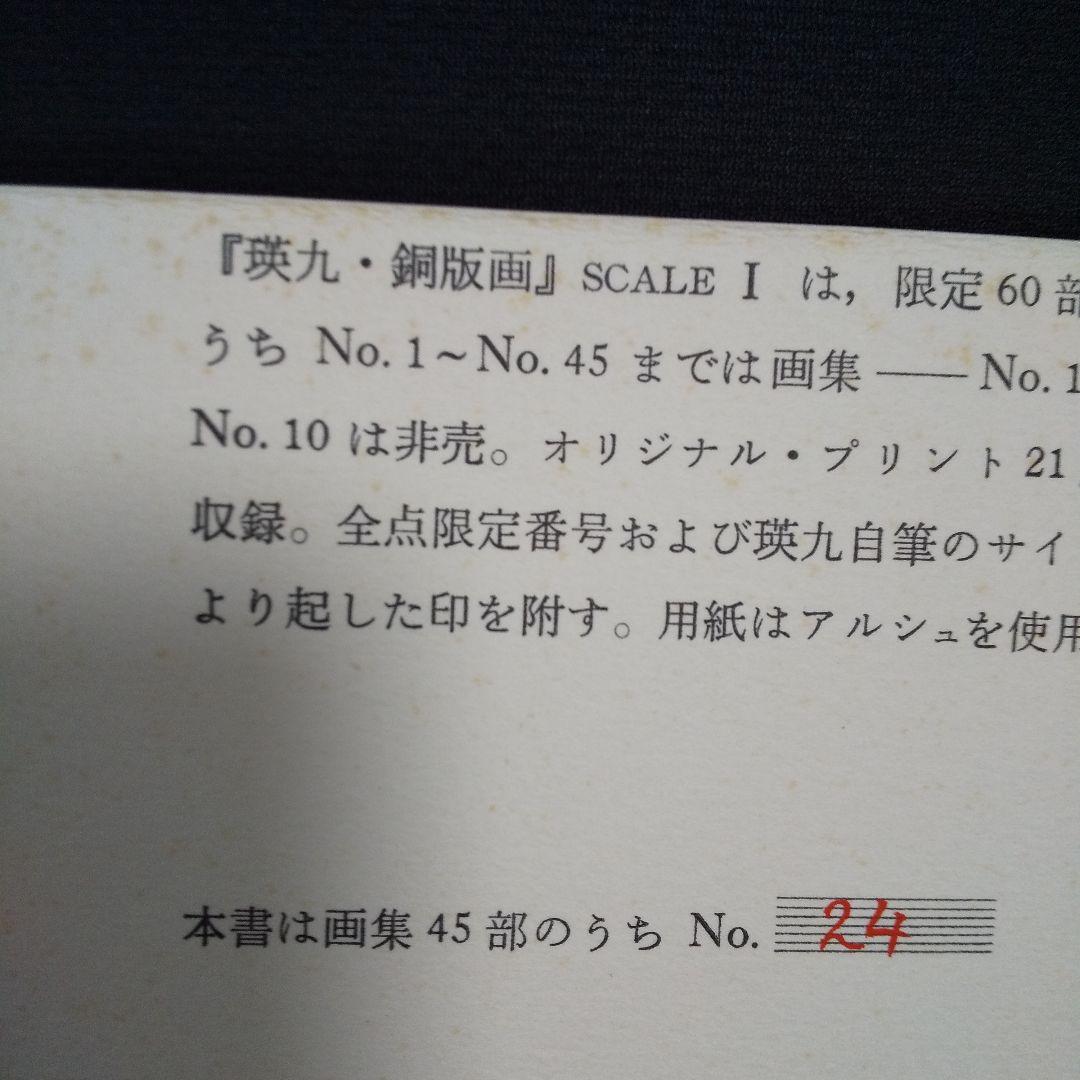 『瑛九・銅版画』SCALE Ⅰ は，限定 60 部
うち No. 1～No. 45 までは画集 ―― No. 1
No. 10 は非売。オリジナル・プリント 21
収録。全点限定番号および瑛九自筆のサイ
より起した印を附す。用紙はアルシュを使用
本書は画集 45 部のうち No. 24